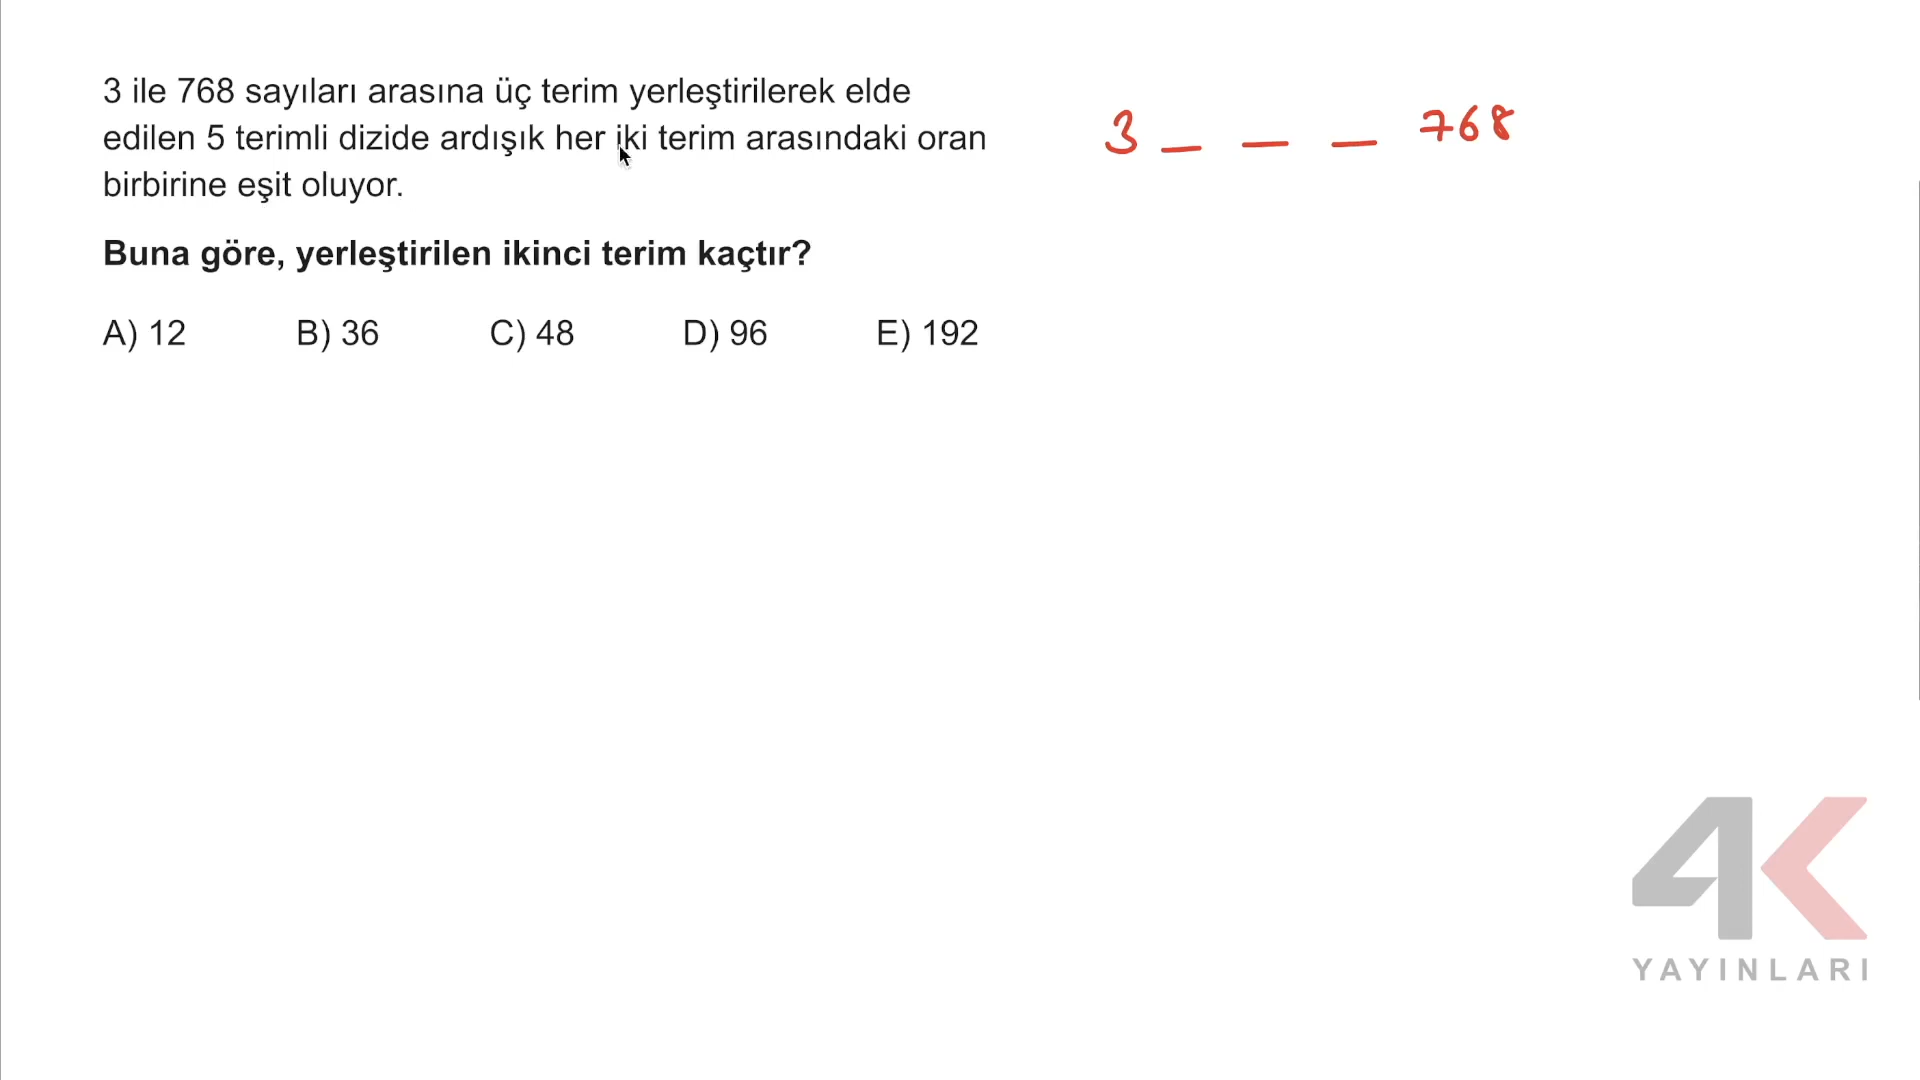 3 ile 768 sayıları arasına üç terim yerleştirilerek elde
edilen 5 terimli dizide ardışık her iki terim arasındaki oran
birbirine eşit oluyor.
Buna göre, yerleştirilen ikinci terim kaçtır?
A) 12 B) 36 C) 48 D) 96 E) 192
3 _ _ _ 768
4K
YAYINLARI